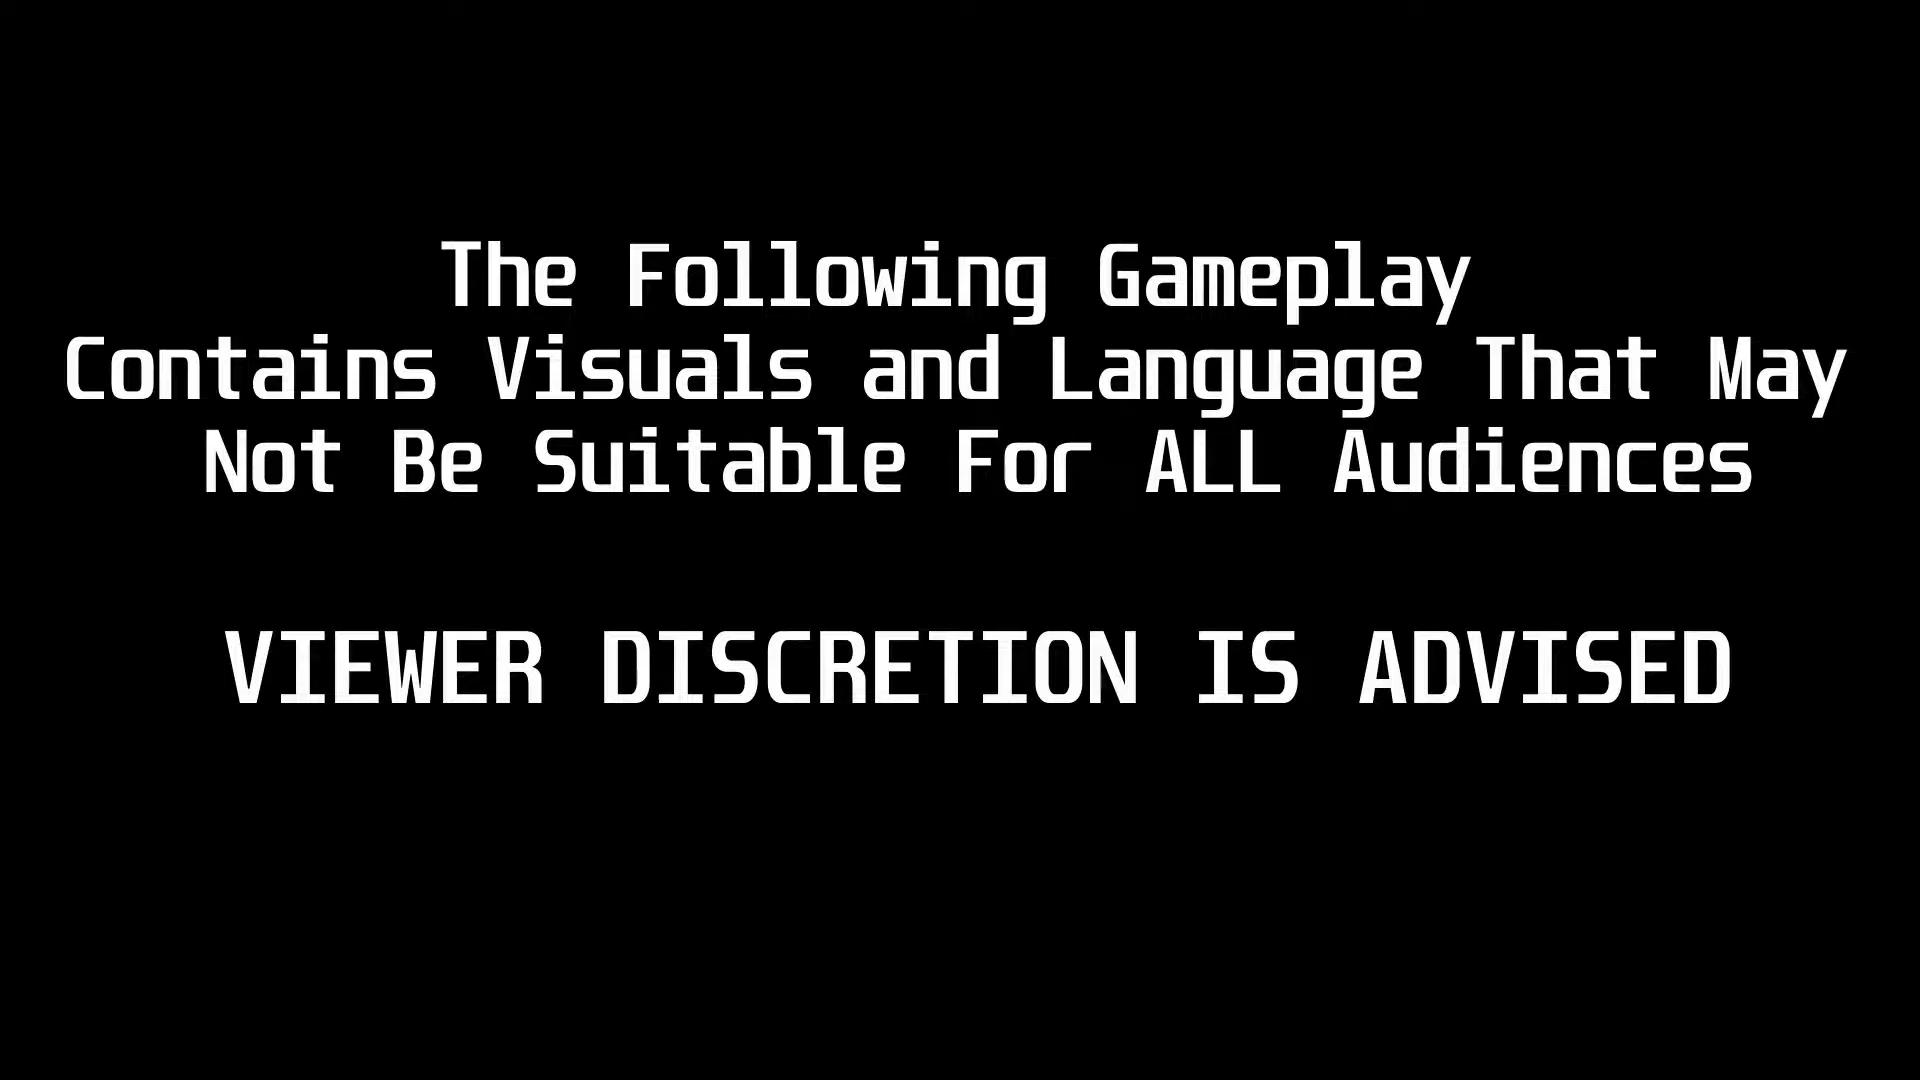 The Following Gameplay
Contains Visuals and Language That May
Not Be Suitable For ALL Audiences
VIEWER DISCRETION IS ADVISED